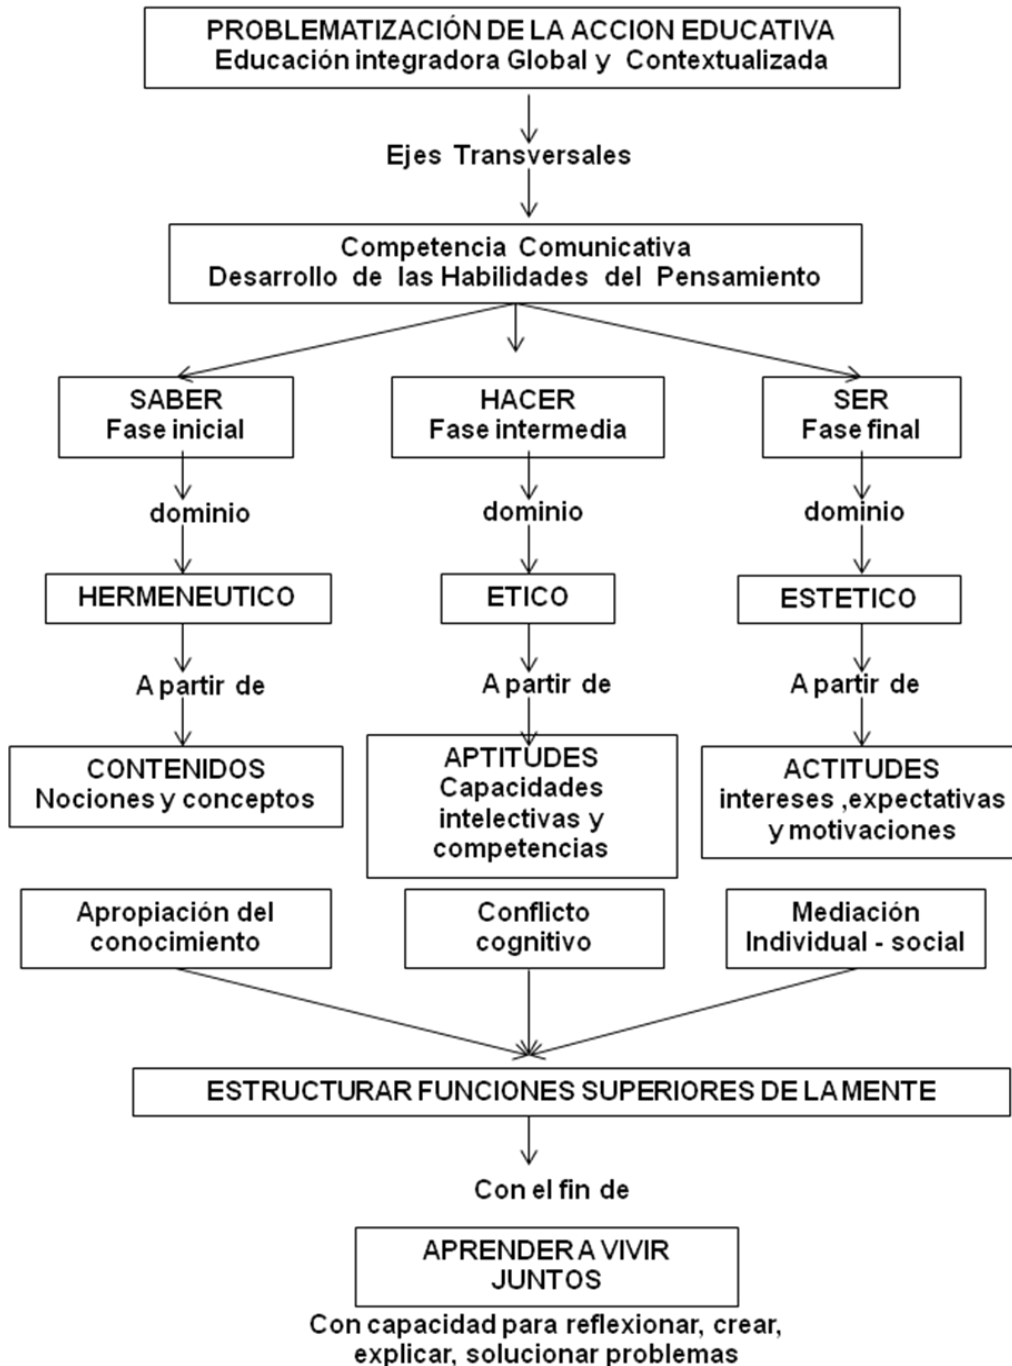 PROBLEMATIZACIÓN DE LA ACCION EDUCATIVA
Educación integradora Global y Contextualizada
Ejes Transversales
Competencia Comunicativa
Desarrollo de las Habilidades del Pensamiento
SABER
Fase inicial
HACER
Fase intermedia
SER
Fase final
dominio
dominio
dominio
HERMENEUTICO
ETICO
ESTETICO
A partir de
A partir de
A partir de
CONTENIDOS
Nociones y conceptos
APTITUDES
Capacidades
intelectivas y
competencias
ACTITUDES
intereses ,expectativas
y motivaciones
Apropiación del
conocimiento
Conflicto
cognitivo
Mediación
Individual - social
ESTRUCTURAR FUNCIONES SUPERIORES DE LA MENTE
Con el fin de
APRENDER A VIVIR
JUNTOS
Con capacidad para reflexionar, crear,
explicar, solucionar problemas